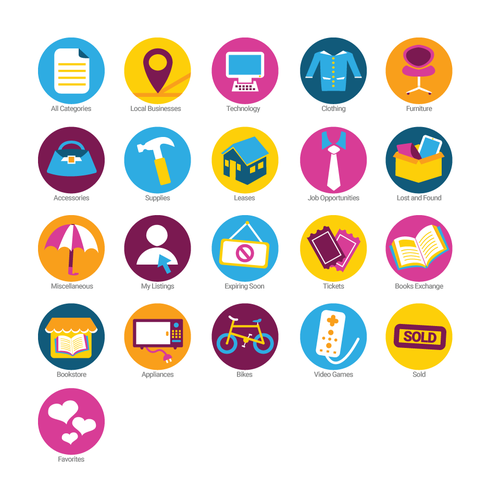 All Categories
Local Businesses
Technology
Clothing
Furniture
Accessories
Supplies
Leases
Job Opportunities
Lost and Found
Miscellaneous
My Listings
Expiring Soon
Tickets
Books Exchange
SOLD
Bookstore
Appliances
Bikes
Video Games
Sold
Favorites